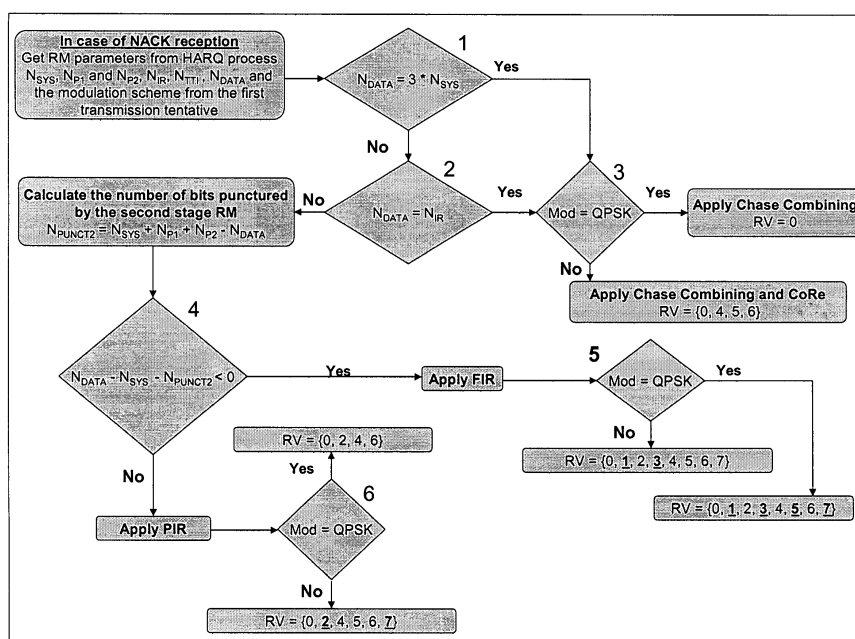 In case of NACK reception
Get RM parameters from HARQ process
N_SYS, N_P1 and N_P2, N_IR, N_TTI, N_DATA and
the modulation scheme from the first
transmission tentative
1
N_DATA = 3 * N_SYS
Yes
No
2
3
Calculate the number of bits punctured
by the second stage RM
N_PUNCT2 = N_SYS + N_P1 + N_P2 - N_DATA
No
N_DATA = N_IR
Yes
Mod = QPSK
Yes
Apply Chase Combining
RV = 0
No
Apply Chase Combining and CoRe
RV = {0, 4, 5, 6}
4
N_DATA - N_SYS - N_PUNCT2 < 0
Yes
Apply FIR
5
Mod = QPSK
Yes
No
RV = {0, 1, 2, 3, 4, 5, 6, 7}
RV = {0, 1, 2, 3, 4, 5, 6, 7}
No
Apply PIR
RV = {0, 2, 4, 6}
Yes
6
Mod = QPSK
No
RV = {0, 2, 4, 5, 6, 7}